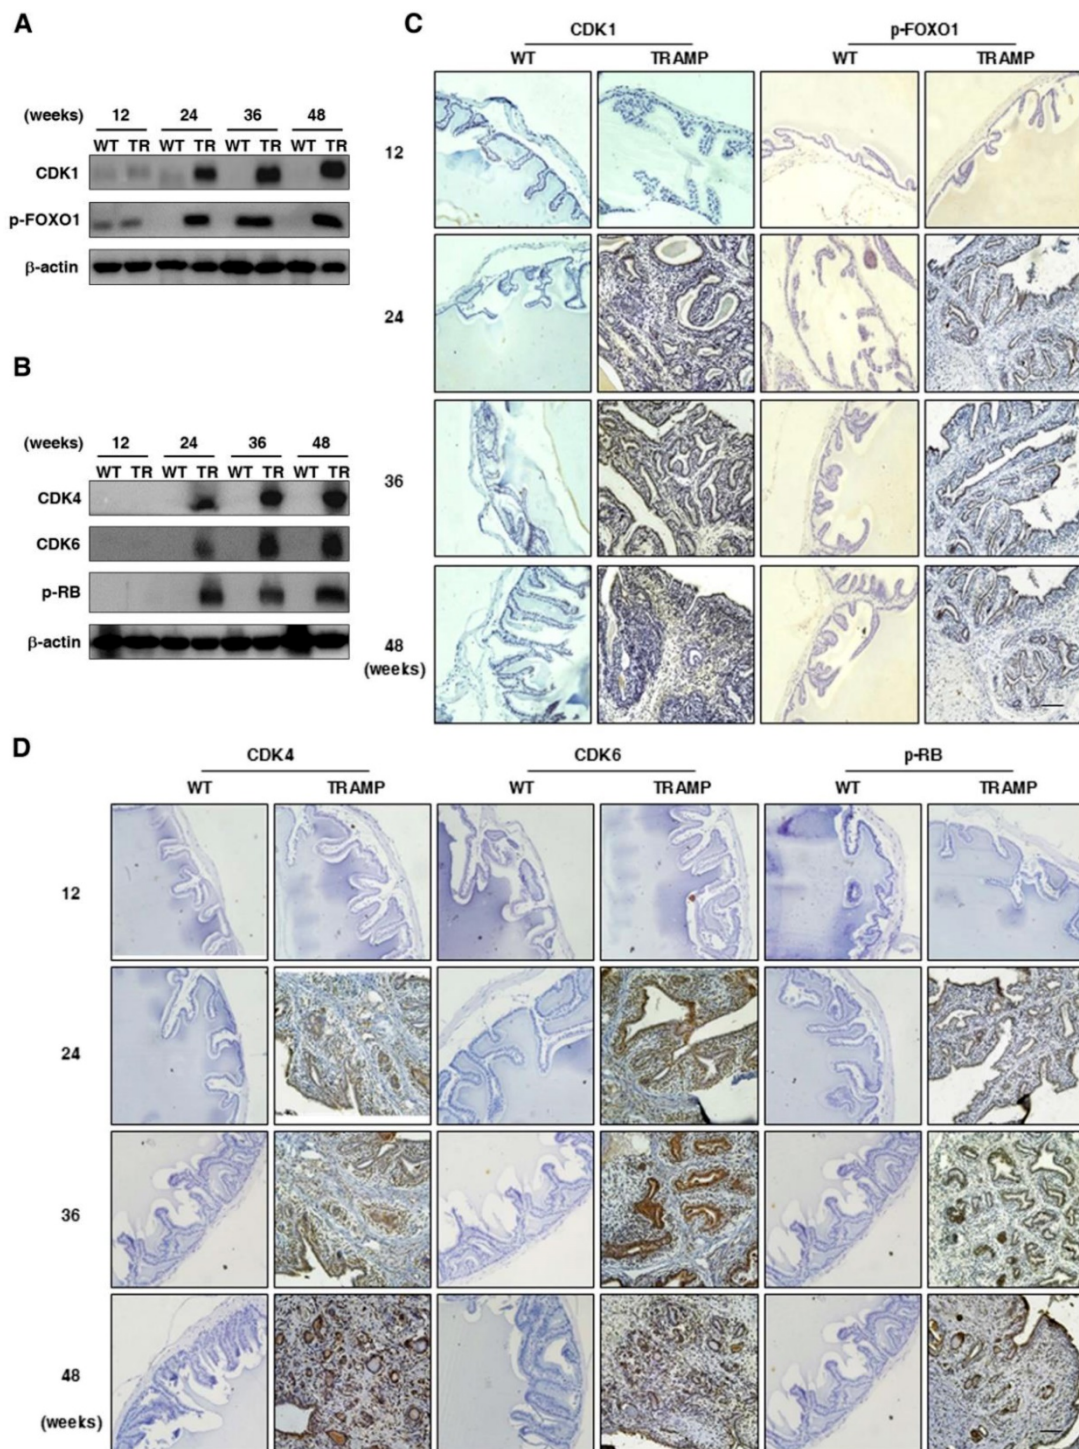 A
(weeks) 12 24 36 48
WT TR WT TR WT TR WT TR
CDK1
p-FOXO1
β-actin
B
(weeks) 12 24 36 48
WT TR WT TR WT TR WT TR
CDK4
CDK6
p-RB
β-actin
C
CDK1 p-FOXO1
WT TRAMP WT TRAMP
12
24
36
48
(weeks)
D
CDK4 CDK6 p-RB
WT TRAMP WT TRAMP WT TRAMP
12
24
36
48
(weeks)